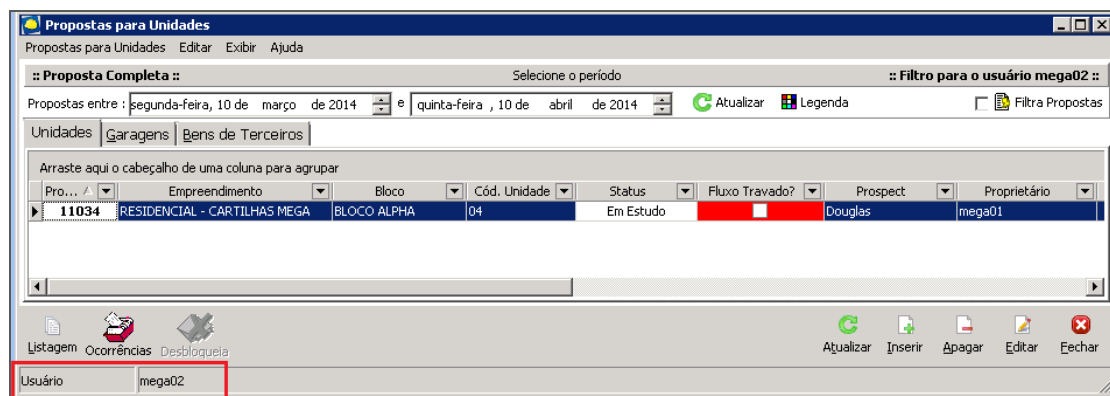 Propostas para Unidades
Propostas para Unidades Editar Exibir Ajuda
:: Proposta Completa :: Selecione o período :: Filtro para o usuário mega02 ::
Propostas entre : segunda-feira, 10 de março de 2014 e quinta-feira , 10 de abril de 2014 Atualizar Legenda Filtra Propostas
Unidades Garagens Bens de Terceiros
Arraste aqui o cabeçalho de uma coluna para agrupar
Pro... Empreendimento Bloco Cód. Unidade Status Fluxo Travado? Prospect Proprietário
11034 RESIDENCIAL - CARTILHAS MEGA BLOCO ALPHA 04 Em Estudo Douglas mega01
Listagem Ocorrências Desbloqueia Atualizar Inserir Apagar Editar Fechar
Usuário mega02